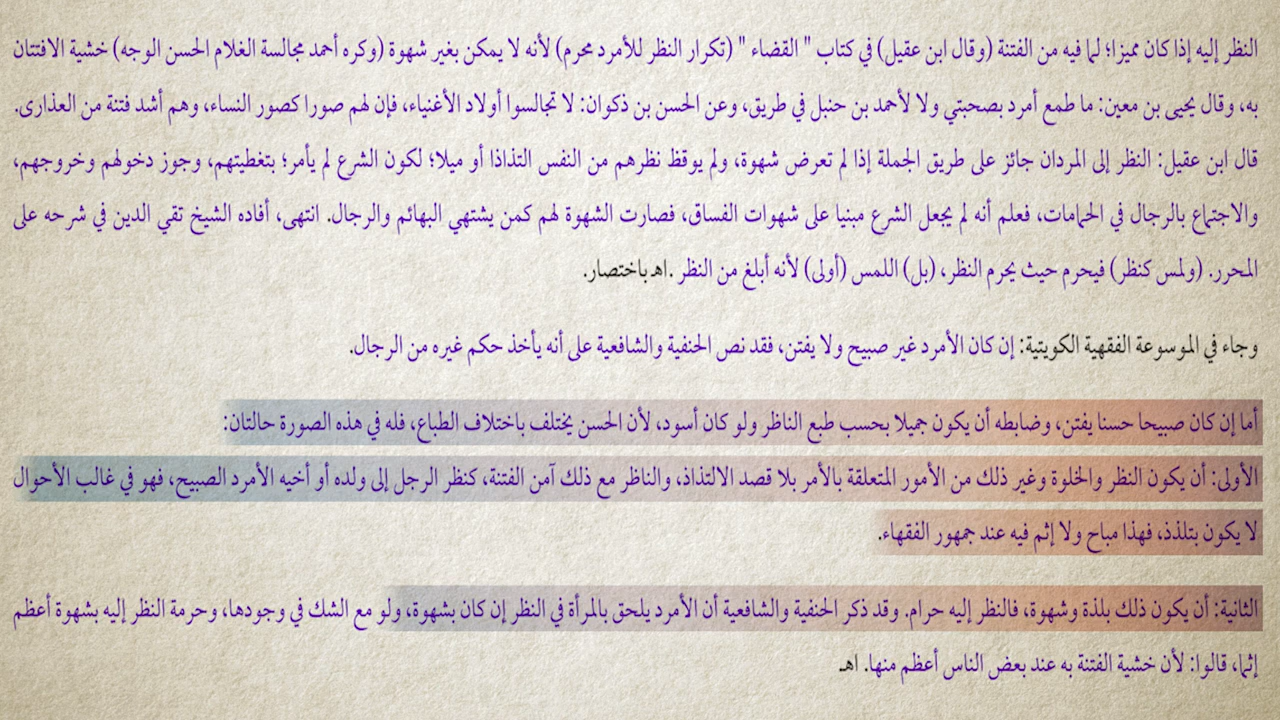 النظر إليه إذا كان مميزا؛ لما فيه من الفتنة (وقال ابن عقيل) في كتاب " القضاء " (تكرار النظر للأمرد محرم) لأنه لا يمكن بغير شهوة (وكره أحمد مجالسة الغلام الحسن الوجه) خشية الافتتان
به، وقال يحيى بن معين: ما طمع أمرد بصحبتي ولا لأحمد بن حنبل في طريق، وعن الحسن بن ذكوان: لا تجالسوا أولاد الأغنياء، فإن لهم صورا كصور النساء، وهم أشد فتنة من العذارى.
قال ابن عقيل: النظر إلى المردان جائز على طريق الجملة إذا لم تعرض شهوة، ولم يوقظ نظرهم من النفس التذاذا أو ميلا؛ لكون الشرع لم يأمر؛ بتغطيتهم، وجوز دخولهم وخروجهم،
والاجتماع بالرجال في الحمامات، فعلم أنه لم يجعل الشرع مبنيا على شهوات الفساق، فصارت الشهوة لهم كمن يشتهي البهائم والرجال. انتهى، أفاده الشيخ تقي الدين في شرحه على
المحرر. (ولمس كنظر) فيحرم حيث يحرم النظر، (بل) اللمس (أولى) لأنه أبلغ من النظر .اهـ باختصار.
وجاء في الموسوعة الفقهية الكويتية: إن كان الأمرد غير صبيح ولا يفتن، فقد نص الحنفية والشافعية على أنه يأخذ حكم غيره من الرجال.
أما إن كان صبيحا حسنا يفتن، وضابطه أن يكون جميلا بحسب طبع الناظر ولو كان أسود، لأن الحسن يختلف باختلاف الطباع، فله في هذه الصورة حالتان:
الأولى: أن يكون النظر والخلوة وغير ذلك من الأمور المتعلقة بالأمر بلا قصد الالتذاذ، والناظر مع ذلك آمن الفتنة، كنظر الرجل إلى ولده أو أخيه الأمرد الصبيح، فهو في غالب الأحوال
لا يكون بتلذذ، فهذا مباح ولا إثم فيه عند جمهور الفقهاء.
الثانية: أن يكون ذلك بلذة وشهوة، فالنظر إليه حرام. وقد ذكر الحنفية والشافعية أن الأمرد يلحق بالمرأة في النظر إن كان بشهوة، ولو مع الشك في وجودها، وحرمة النظر إليه بشهوة أعظم
إثما، قالوا: لأن خشية الفتنة به عند بعض الناس أعظم منها. اهـ